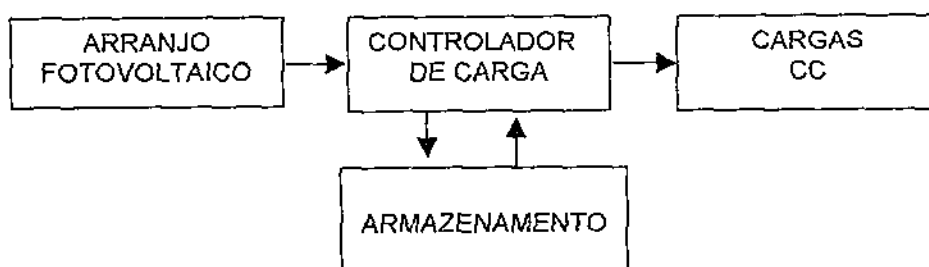 ARRANJO
FOTOVOLTAICO
CONTROLADOR
DE CARGA
CARGAS
CC
ARMAZENAMENTO